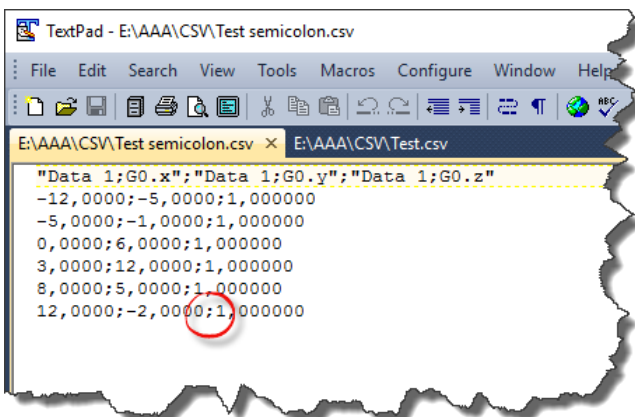 TextPad - E:\AAA\CSV\Test semicolon.csv
File Edit Search View Tools Macros Configure Window Help
ABC
E:\AAA\CSV\Test semicolon.csv × E:\AAA\CSV\Test.csv
"Data 1;G0.x";"Data 1;G0.y";"Data 1;G0.z"
-12,0000;-5,0000;1,000000
-5,0000;-1,0000;1,000000
0,0000;6,0000;1,000000
3,0000;12,0000;1,000000
8,0000;5,0000;1,000000
12,0000;-2,0000;1,000000